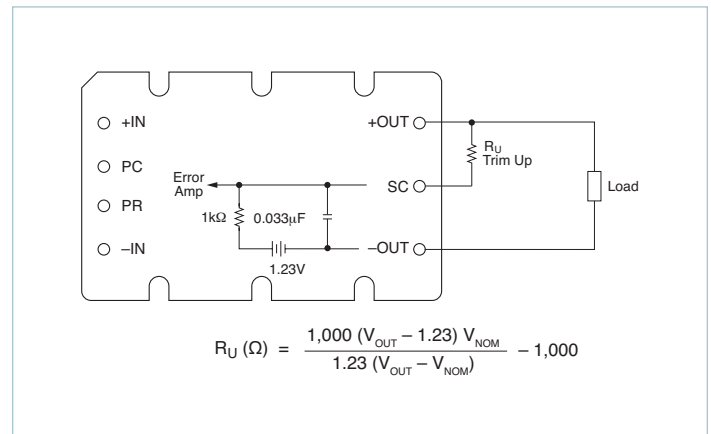 +IN
+OUT
R_U
Trim Up
PC
Error
Amp
SC
Load
PR
1kΩ
0.033µF
–IN
–OUT
1.23V
R_U (Ω) = 1,000 (V_OUT – 1.23) V_NOM / 1.23 (V_OUT – V_NOM) – 1,000